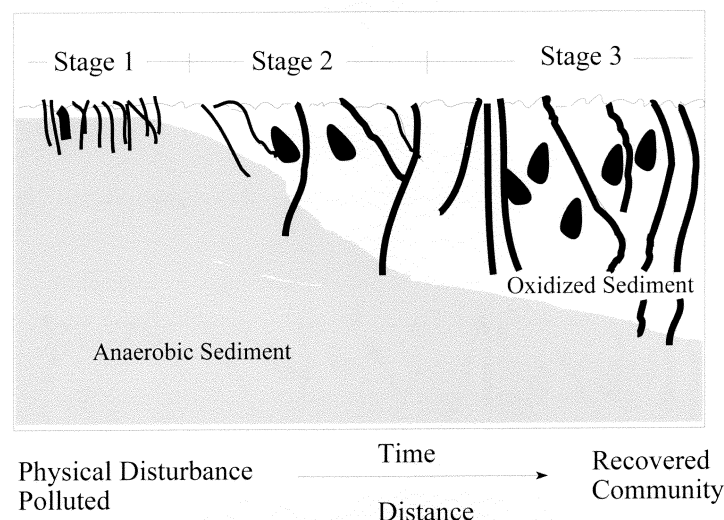 Stage 1
Stage 2
Stage 3
Oxidized Sediment
Anaerobic Sediment
Physical Disturbance
Polluted
Time
Distance
Recovered
Community